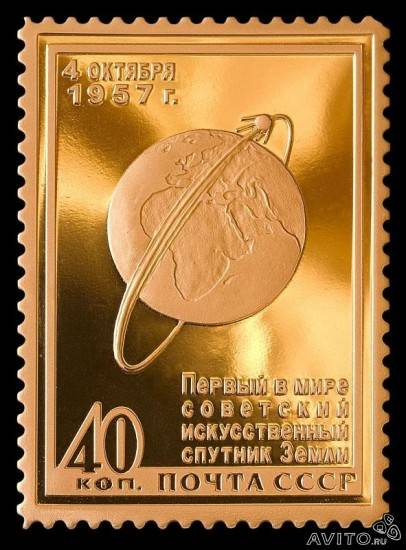 4 ОКТЯБРЯ
1957 г.
Первый в мире
советский
искусственный
спутник Земли
40
коп.
ПОЧТА СССР
AVITO.ru